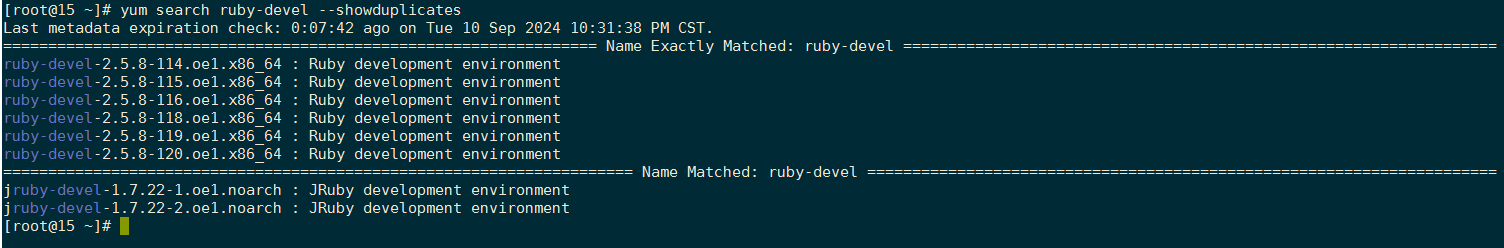 [root@15 ~]# yum search ruby-devel --showduplicates
Last metadata expiration check: 0:07:42 ago on Tue 10 Sep 2024 10:31:38 PM CST.
================================================================== Name Exactly Matched: ruby-devel ==================================================================
ruby-devel-2.5.8-114.oe1.x86_64 : Ruby development environment
ruby-devel-2.5.8-115.oe1.x86_64 : Ruby development environment
ruby-devel-2.5.8-116.oe1.x86_64 : Ruby development environment
ruby-devel-2.5.8-118.oe1.x86_64 : Ruby development environment
ruby-devel-2.5.8-119.oe1.x86_64 : Ruby development environment
ruby-devel-2.5.8-120.oe1.x86_64 : Ruby development environment
====================================================================== Name Matched: ruby-devel ======================================================================
jruby-devel-1.7.22-1.oe1.noarch : JRuby development environment
jruby-devel-1.7.22-2.oe1.noarch : JRuby development environment
[root@15 ~]#